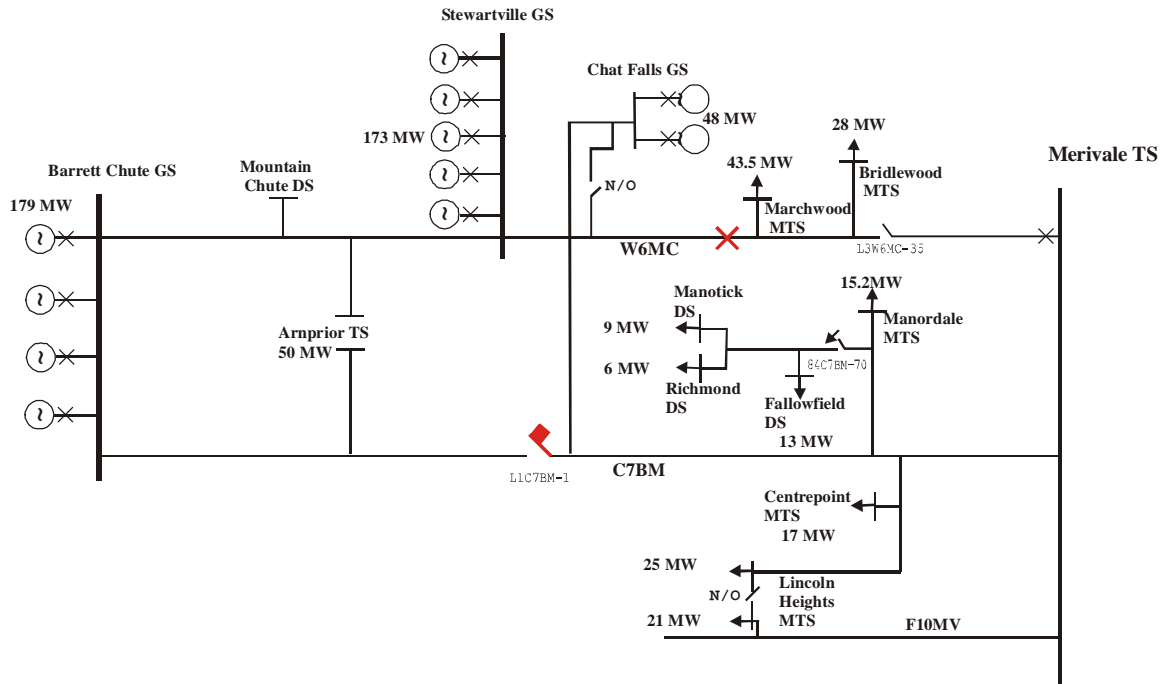 Stewartville GS
Chat Falls GS
48 MW
173 MW
28 MW
Merivale TS
43.5 MW
Bridlewood
MTS
Mountain
Chute DS
Barrett Chute GS
179 MW
N/O
Marchwood
MTS
W6MC
L3W6MC-35
15.2MW
Manotick
DS
Manordale
MTS
9 MW
Arnprior TS
50 MW
84C7BM-70
6 MW
Richmond
DS
Fallowfield
DS
13 MW
L1C7BM-1
C7BM
Centrepoint
MTS
17 MW
25 MW
Lincoln
Heights
MTS
N/O
21 MW
F10MV